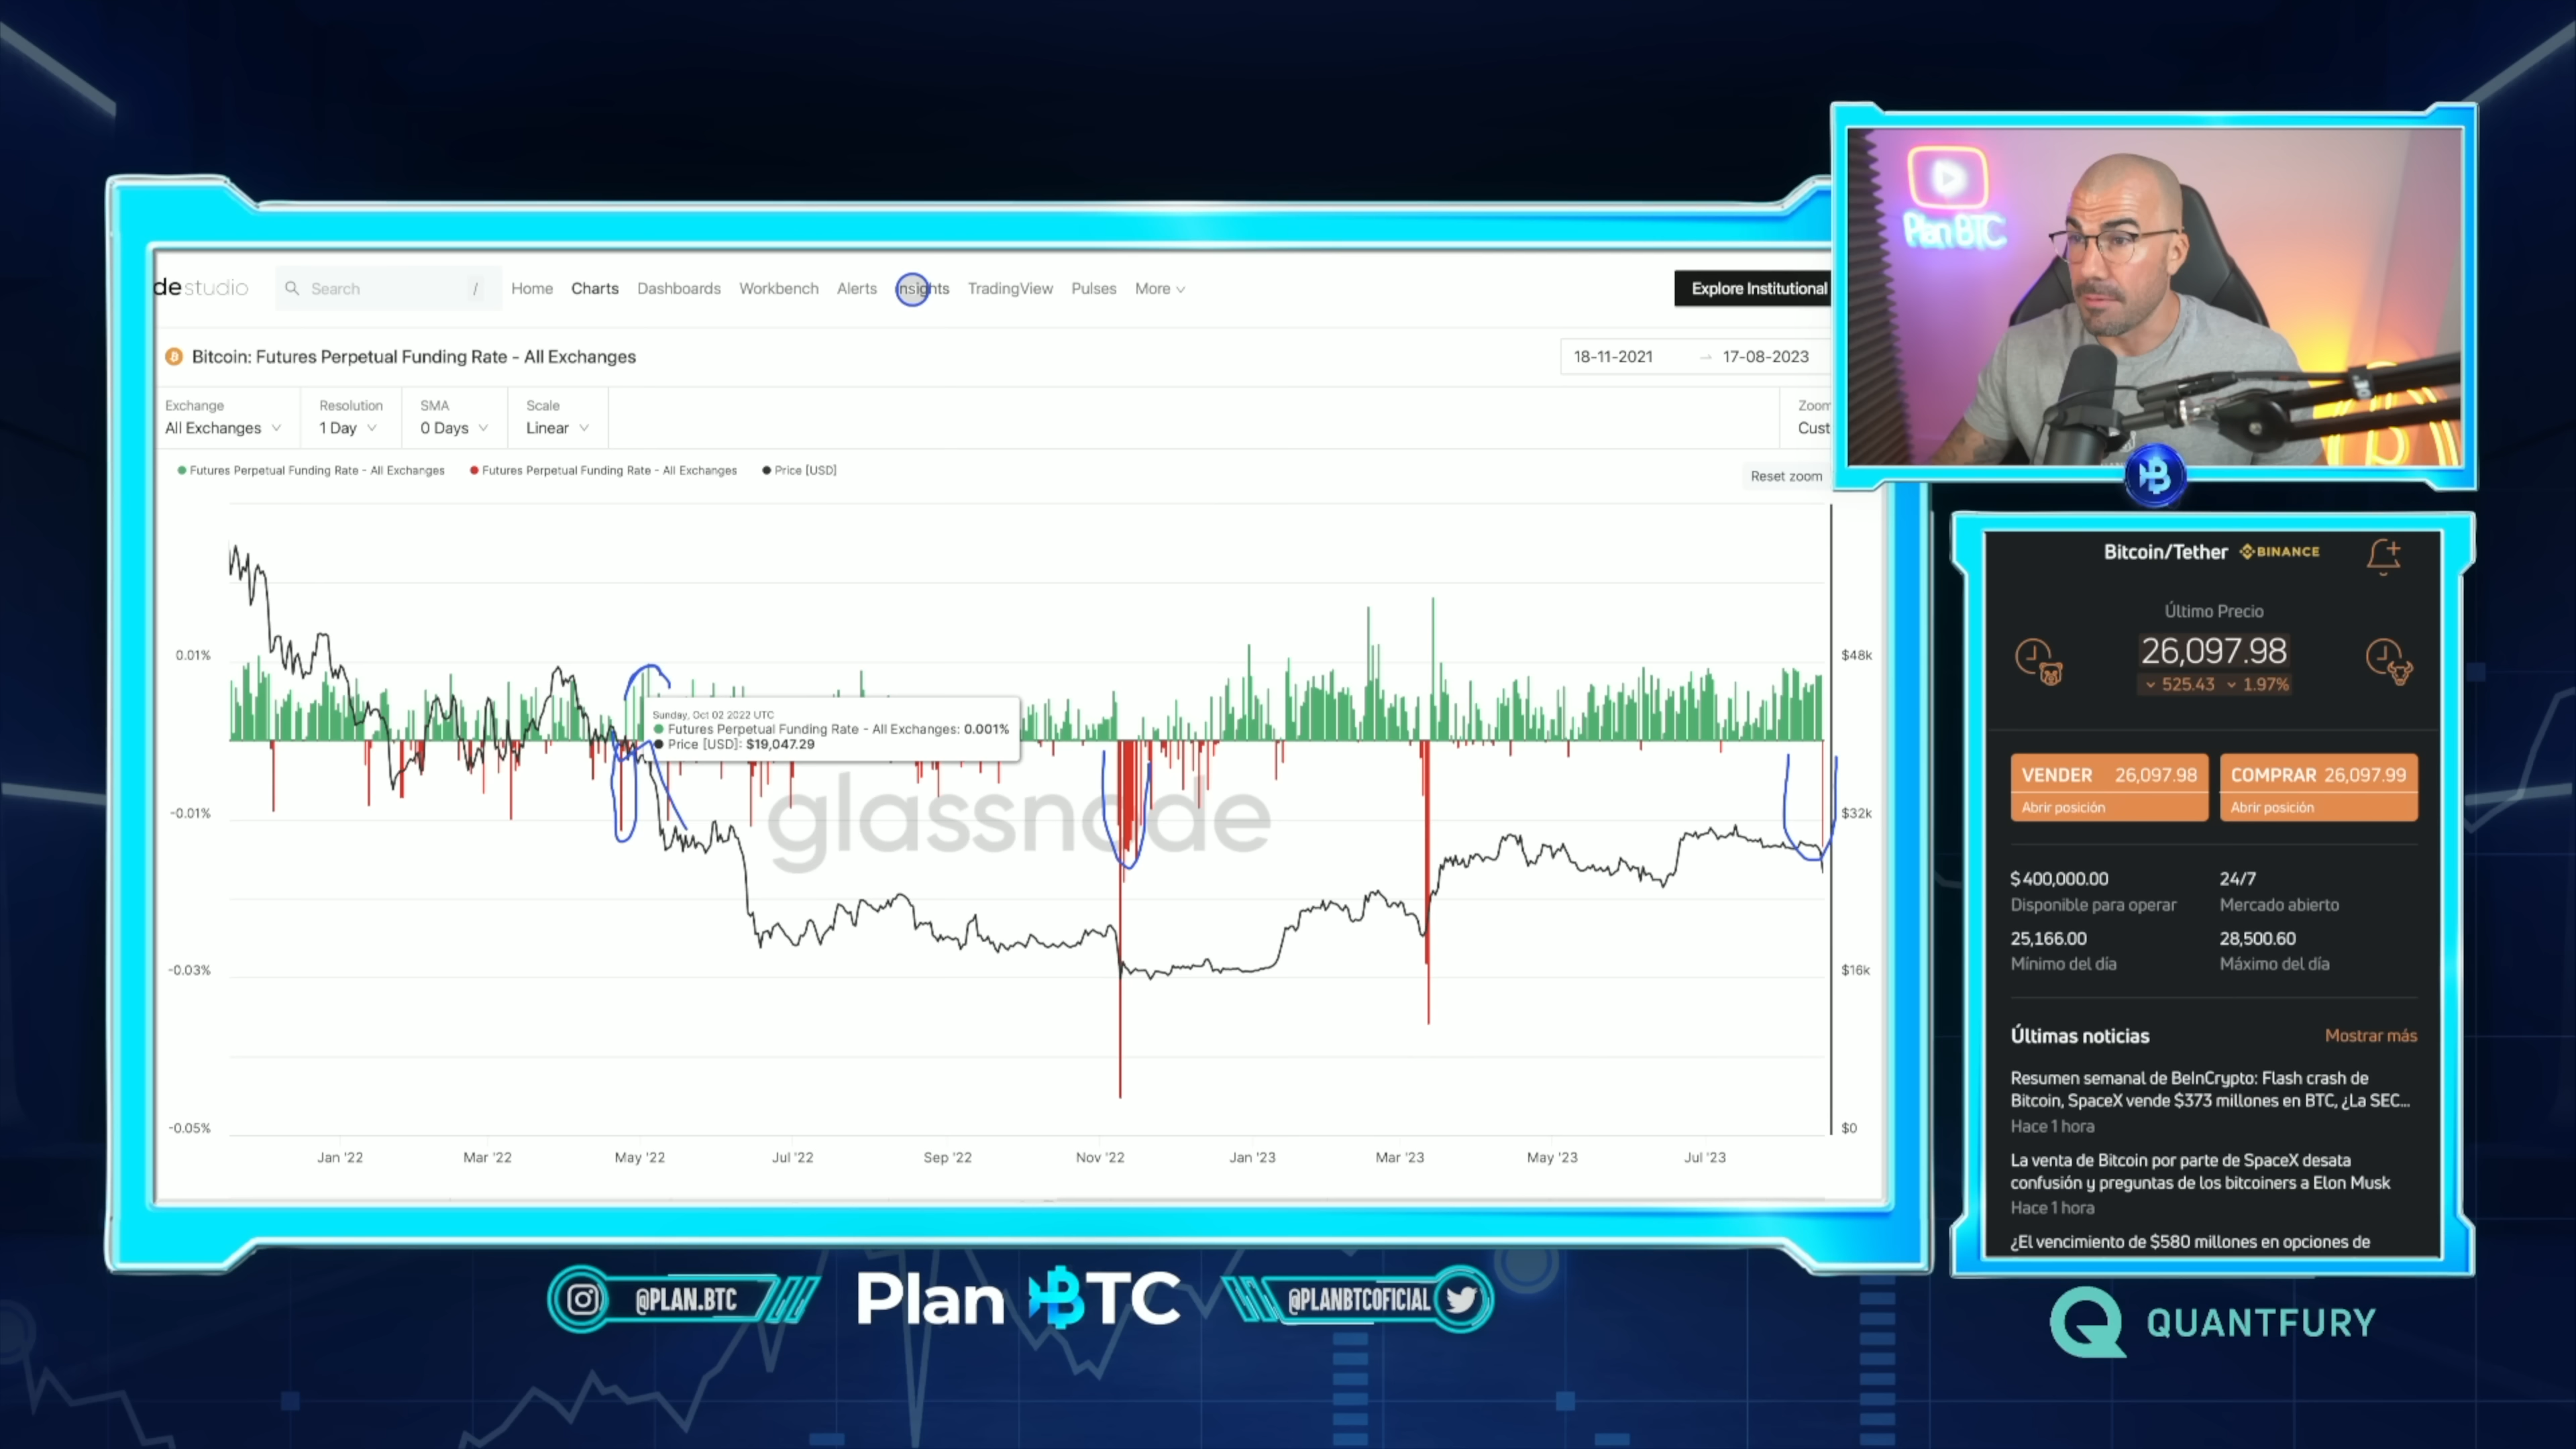 Plan BTC
destudio
Search /
Home Charts Dashboards Workbench Alerts Insights TradingView Pulses More
Explore Institutional
Bitcoin: Futures Perpetual Funding Rate - All Exchanges
18-11-2021 → 17-08-2023
Exchange Resolution SMA Scale
All Exchanges 1 Day 0 Days Linear
Zoom
Cust
Futures Perpetual Funding Rate - All Exchanges Futures Perpetual Funding Rate - All Exchanges Price [USD]
Reset zoom
0.01%
-0.01%
-0.03%
-0.05%
Sunday, Oct 02 2022 UTC
Futures Perpetual Funding Rate - All Exchanges: 0.001%
Price [USD]: $19,047.29
glassnode
$48k
$32k
$16k
$0
Jan '22 Mar '22 May '22 Jul '22 Sep '22 Nov '22 Jan '23 Mar '23 May '23 Jul '23
Bitcoin/Tether BINANCE
Último Precio
26,097.98
525.43 1.97%
VENDER 26,097.98
Abrir posición
COMPRAR 26,097.99
Abrir posición
$400,000.00
Disponible para operar
24/7
Mercado abierto
25,166.00
Mínimo del día
28,500.60
Máximo del día
Últimas noticias Mostrar más
Resumen semanal de BeInCrypto: Flash crash de
Bitcoin, SpaceX vende $373 millones en BTC, ¿La SEC...
Hace 1 hora
La venta de Bitcoin por parte de SpaceX desata
confusión y preguntas de los bitcoiners a Elon Musk
Hace 1 hora
¿El vencimiento de $580 millones en opciones de
@PLAN.BTC
Plan BTC
@PLANBTCOFICIAL
QUANTFURY